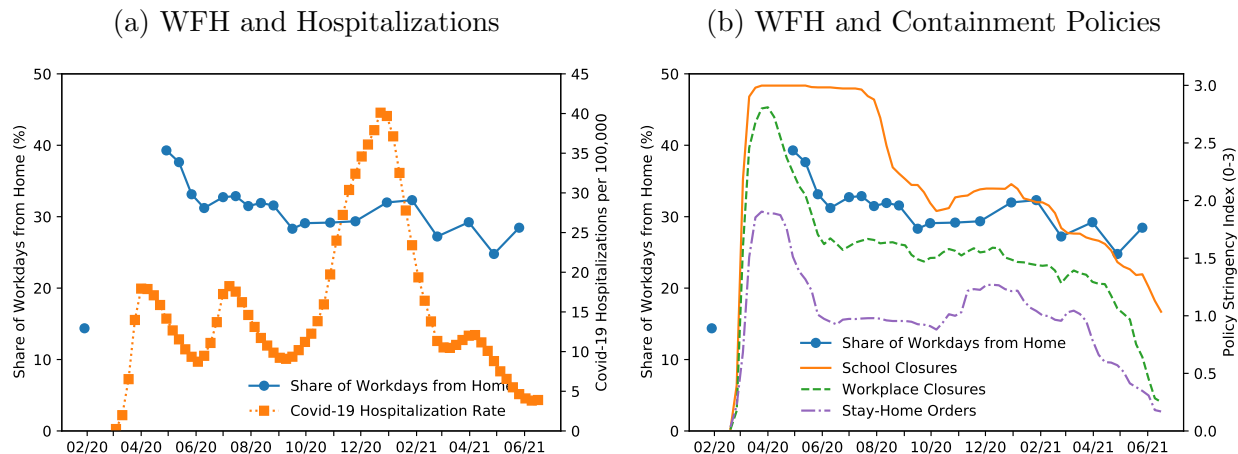 (a) WFH and Hospitalizations
(b) WFH and Containment Policies
Share of Workdays from Home (%)
50
40
30
20
10
0
45
40
35
30
25
20
15
10
5
0
Covid-19 Hospitalizations per 100,000
Share of Workdays from Home
Covid-19 Hospitalization Rate
02/20 04/20 06/20 08/20 10/20 12/20 02/21 04/21 06/21
Share of Workdays from Home (%)
50
40
30
20
10
0
3.0
2.5
2.0
1.5
1.0
0.5
0.0
Policy Stringency Index (0-3)
Share of Workdays from Home
School Closures
Workplace Closures
Stay-Home Orders
02/20 04/20 06/20 08/20 10/20 12/20 02/21 04/21 06/21